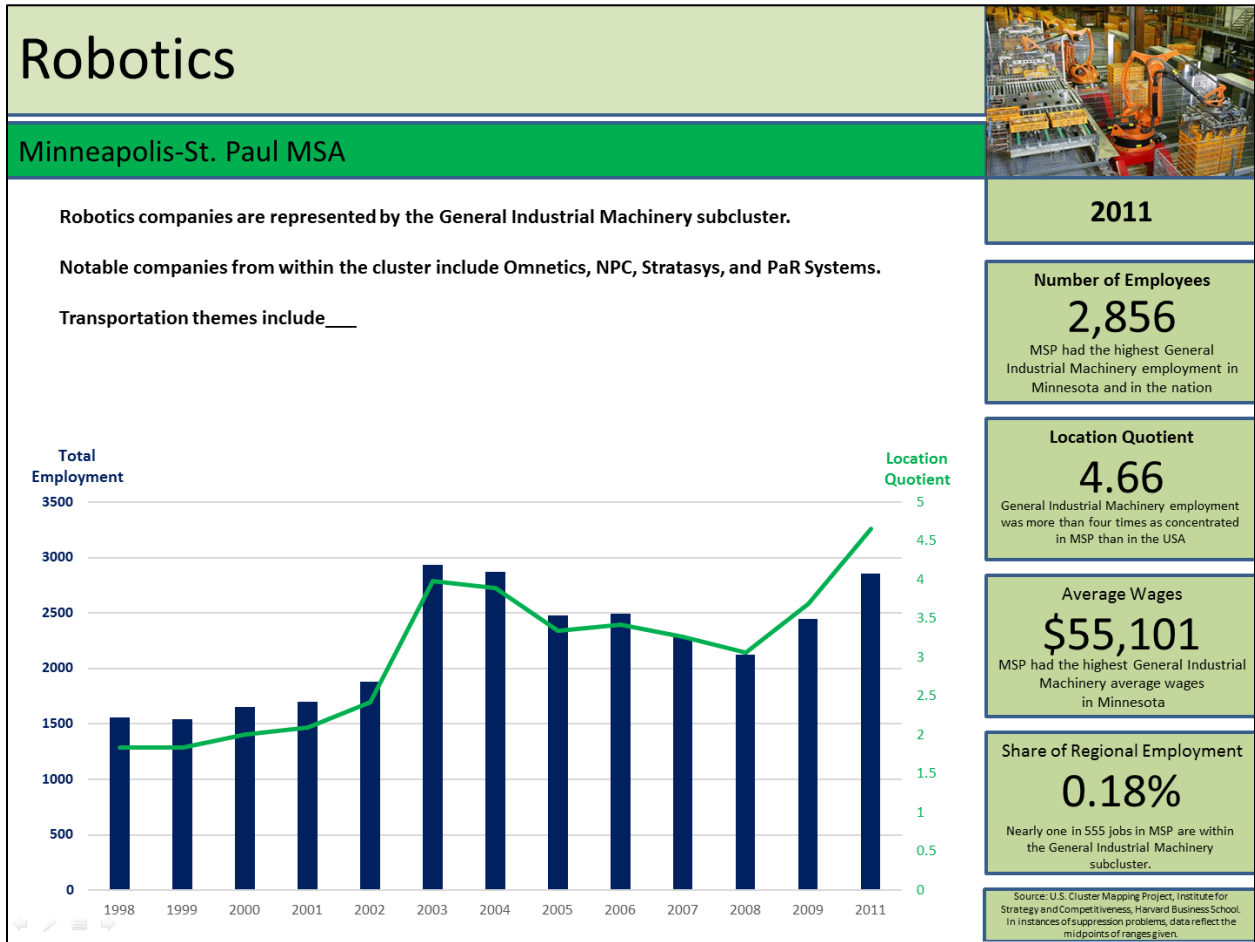 Robotics
Minneapolis-St. Paul MSA
Robotics companies are represented by the General Industrial Machinery subcluster.
Notable companies from within the cluster include Omnetics, NPC, Stratasys, and PaR Systems.
Transportation themes include___
Total
Employment
Location
Quotient
3500
3000
2500
2000
1500
1000
500
0
5
4.5
4
3.5
3
2.5
2
1.5
1
0.5
0
1998
1999
2000
2001
2002
2003
2004
2005
2006
2007
2008
2009
2011
2011
Number of Employees
2,856
MSP had the highest General
Industrial Machinery employment in
Minnesota and in the nation
Location Quotient
4.66
General Industrial Machinery employment
was more than four times as concentrated
in MSP than in the USA
Average Wages
$55,101
MSP had the highest General Industrial
Machinery average wages
in Minnesota
Share of Regional Employment
0.18%
Nearly one in 555 jobs in MSP are within
the General Industrial Machinery
subcluster.
Source: U.S. Cluster Mapping Project, Institute for
Strategy and Competitiveness, Harvard Business School.
In instances of suppression problems, data reflect the
midpoints of ranges given.